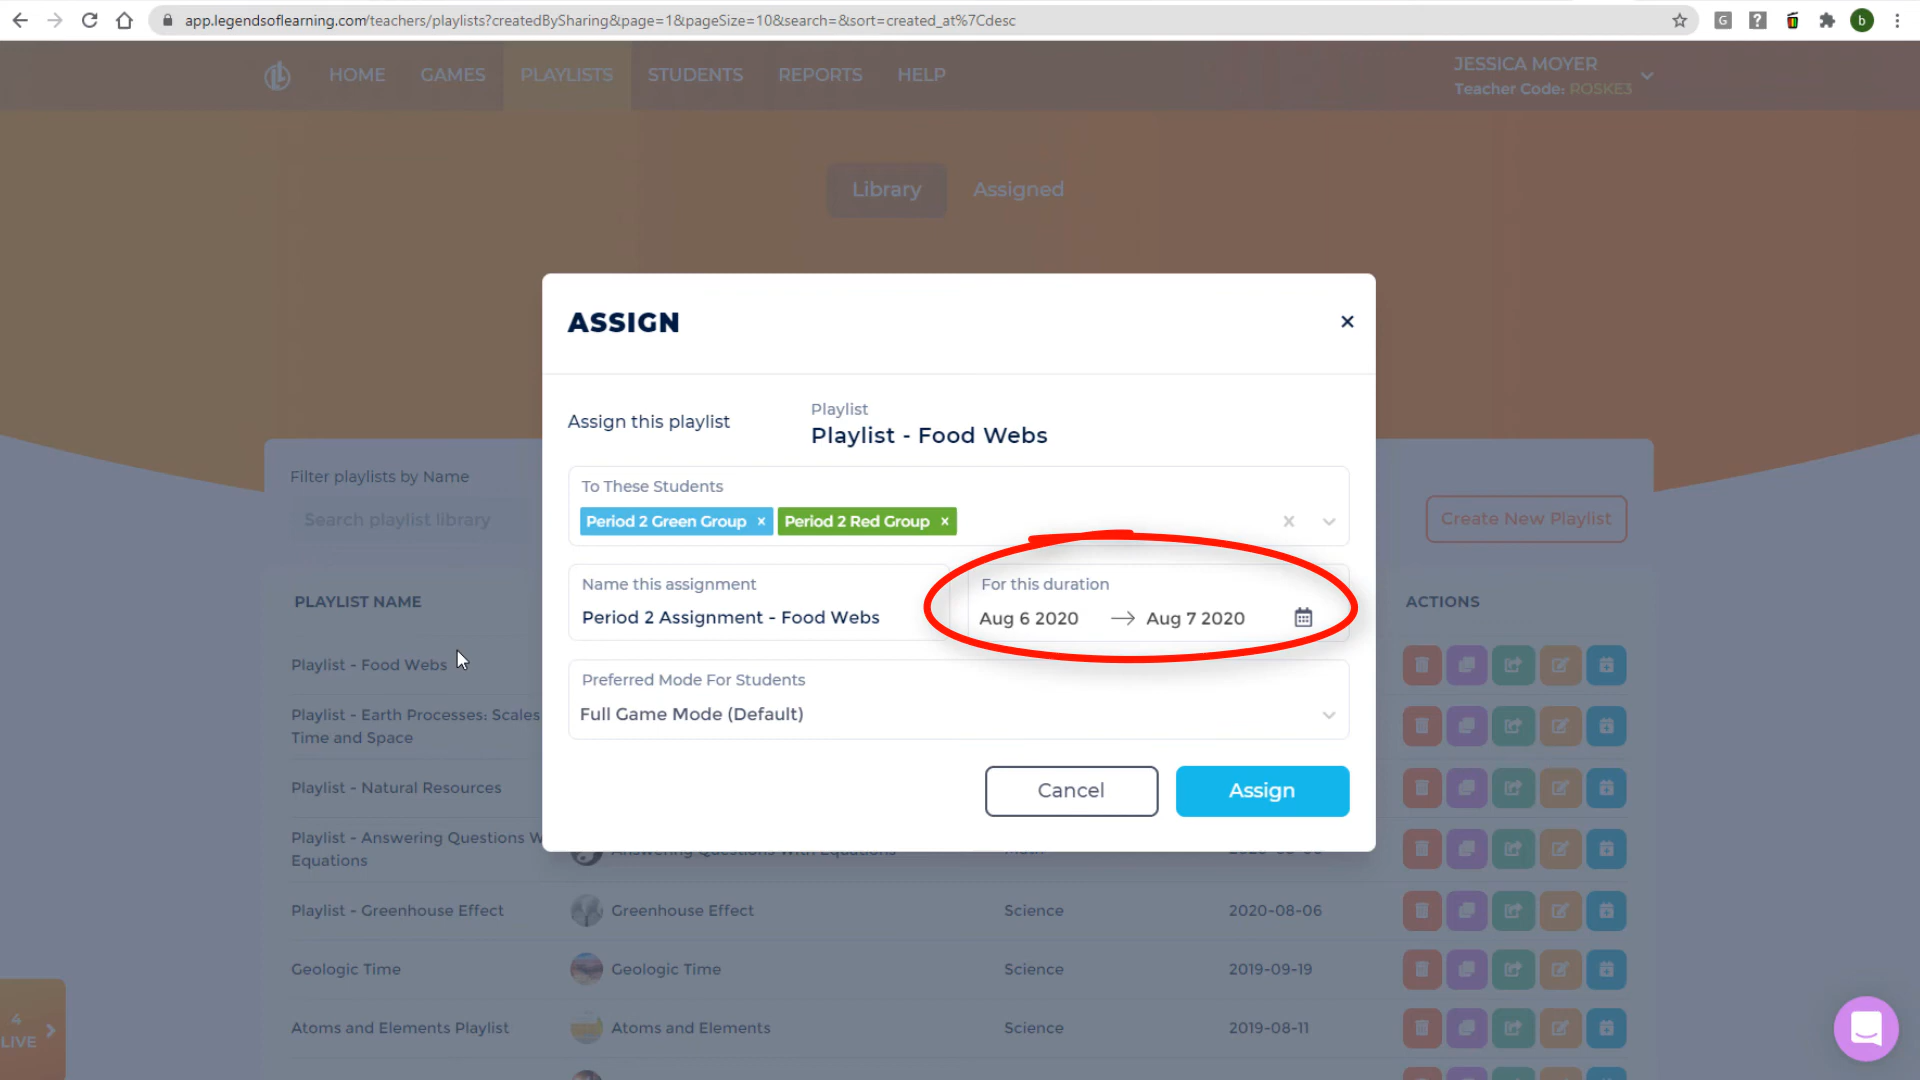 app.legendsoflearning.com/teachers/playlists?createdBySharing&page=1&pageSize=10&search=&sort=created_at%7Cdesc
G
?
b
HOME
GAMES
PLAYLISTS
STUDENTS
REPORTS
HELP
JESSICA MOYER
Teacher Code: ROSKE3
Library
Assigned
ASSIGN
×
Assign this playlist
Playlist
Playlist - Food Webs
To These Students
Period 2 Green Group ×
Period 2 Red Group ×
Name this assignment
Period 2 Assignment - Food Webs
For this duration
Aug 6 2020 → Aug 7 2020
Preferred Mode For Students
Full Game Mode (Default)
Cancel
Assign
Filter playlists by Name
Search playlist library
Create New Playlist
PLAYLIST NAME
ACTIONS
Playlist - Food Webs
Playlist - Earth Processes: Scales
Time and Space
Playlist - Natural Resources
Playlist - Answering Questions W
Equations
Answering Questions With Equations
Playlist - Greenhouse Effect
Greenhouse Effect
Science
2020-08-06
Geologic Time
Geologic Time
Science
2019-09-19
Atoms and Elements Playlist
Atoms and Elements
Science
2019-08-11
4
LIVE